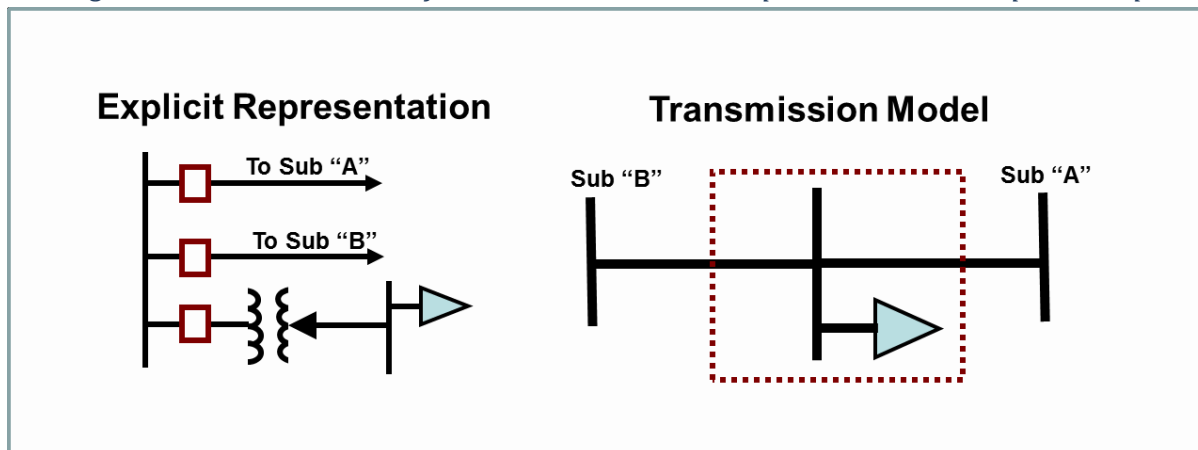 Explicit Representation
Transmission Model
To Sub “A”
To Sub “B”
Sub “B”
Sub “A”